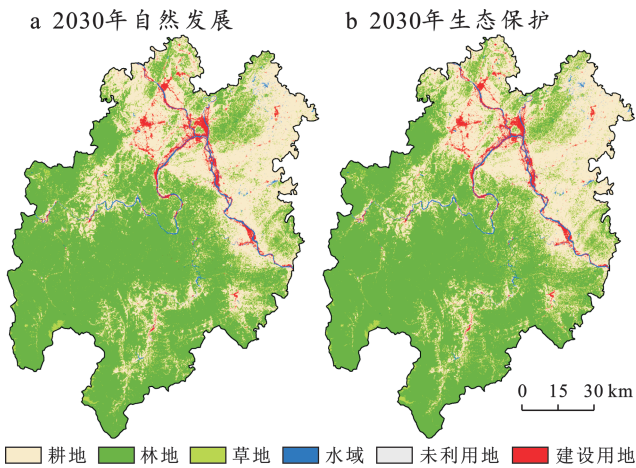 a 2030年自然发展
b 2030年生态保护
0 15 30 km
耕地 林地 草地 水域 未利用地 建设用地